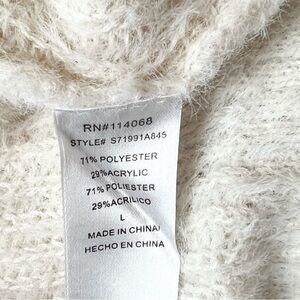 RN#114068
STYLE# S71991A845
71% POLYESTER
29%ACRYLIC
71% POLIESTER
29%ACRILICO
L
MADE IN CHINA/
HECHO EN CHINA